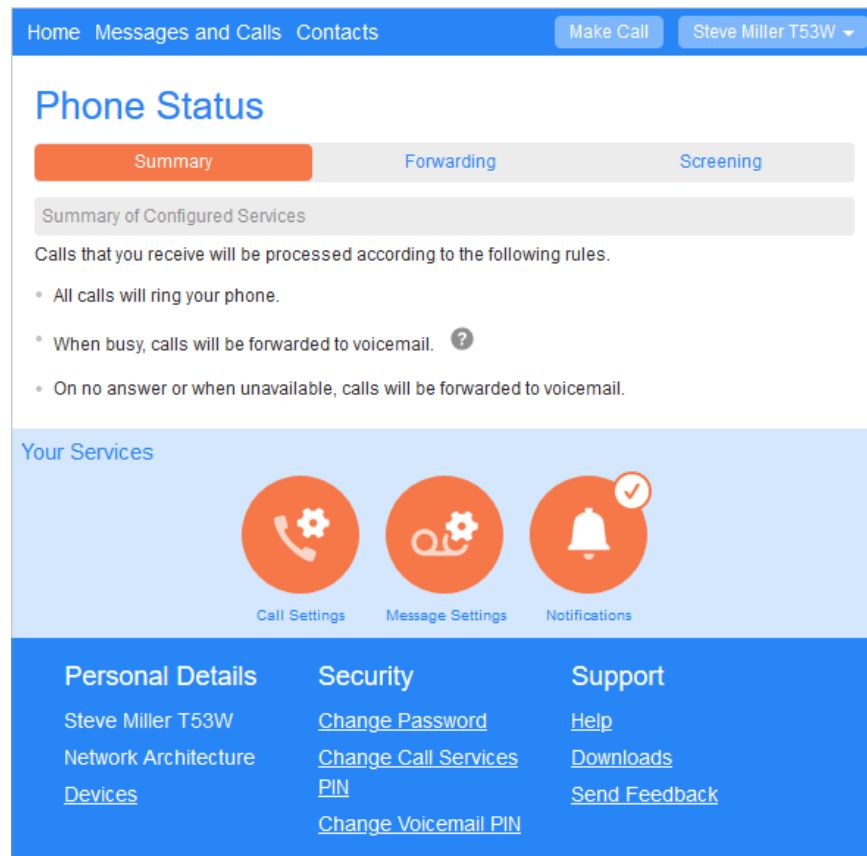 Home Messages and Calls Contacts Make Call Steve Miller T53W
Phone Status
Summary Forwarding Screening
Summary of Configured Services
Calls that you receive will be processed according to the following rules.
All calls will ring your phone.
When busy, calls will be forwarded to voicemail. ?
On no answer or when unavailable, calls will be forwarded to voicemail.
Your Services
Call Settings Message Settings Notifications
Personal Details
Steve Miller T53W
Network Architecture
Devices
Security
Change Password
Change Call Services
PIN
Change Voicemail PIN
Support
Help
Downloads
Send Feedback